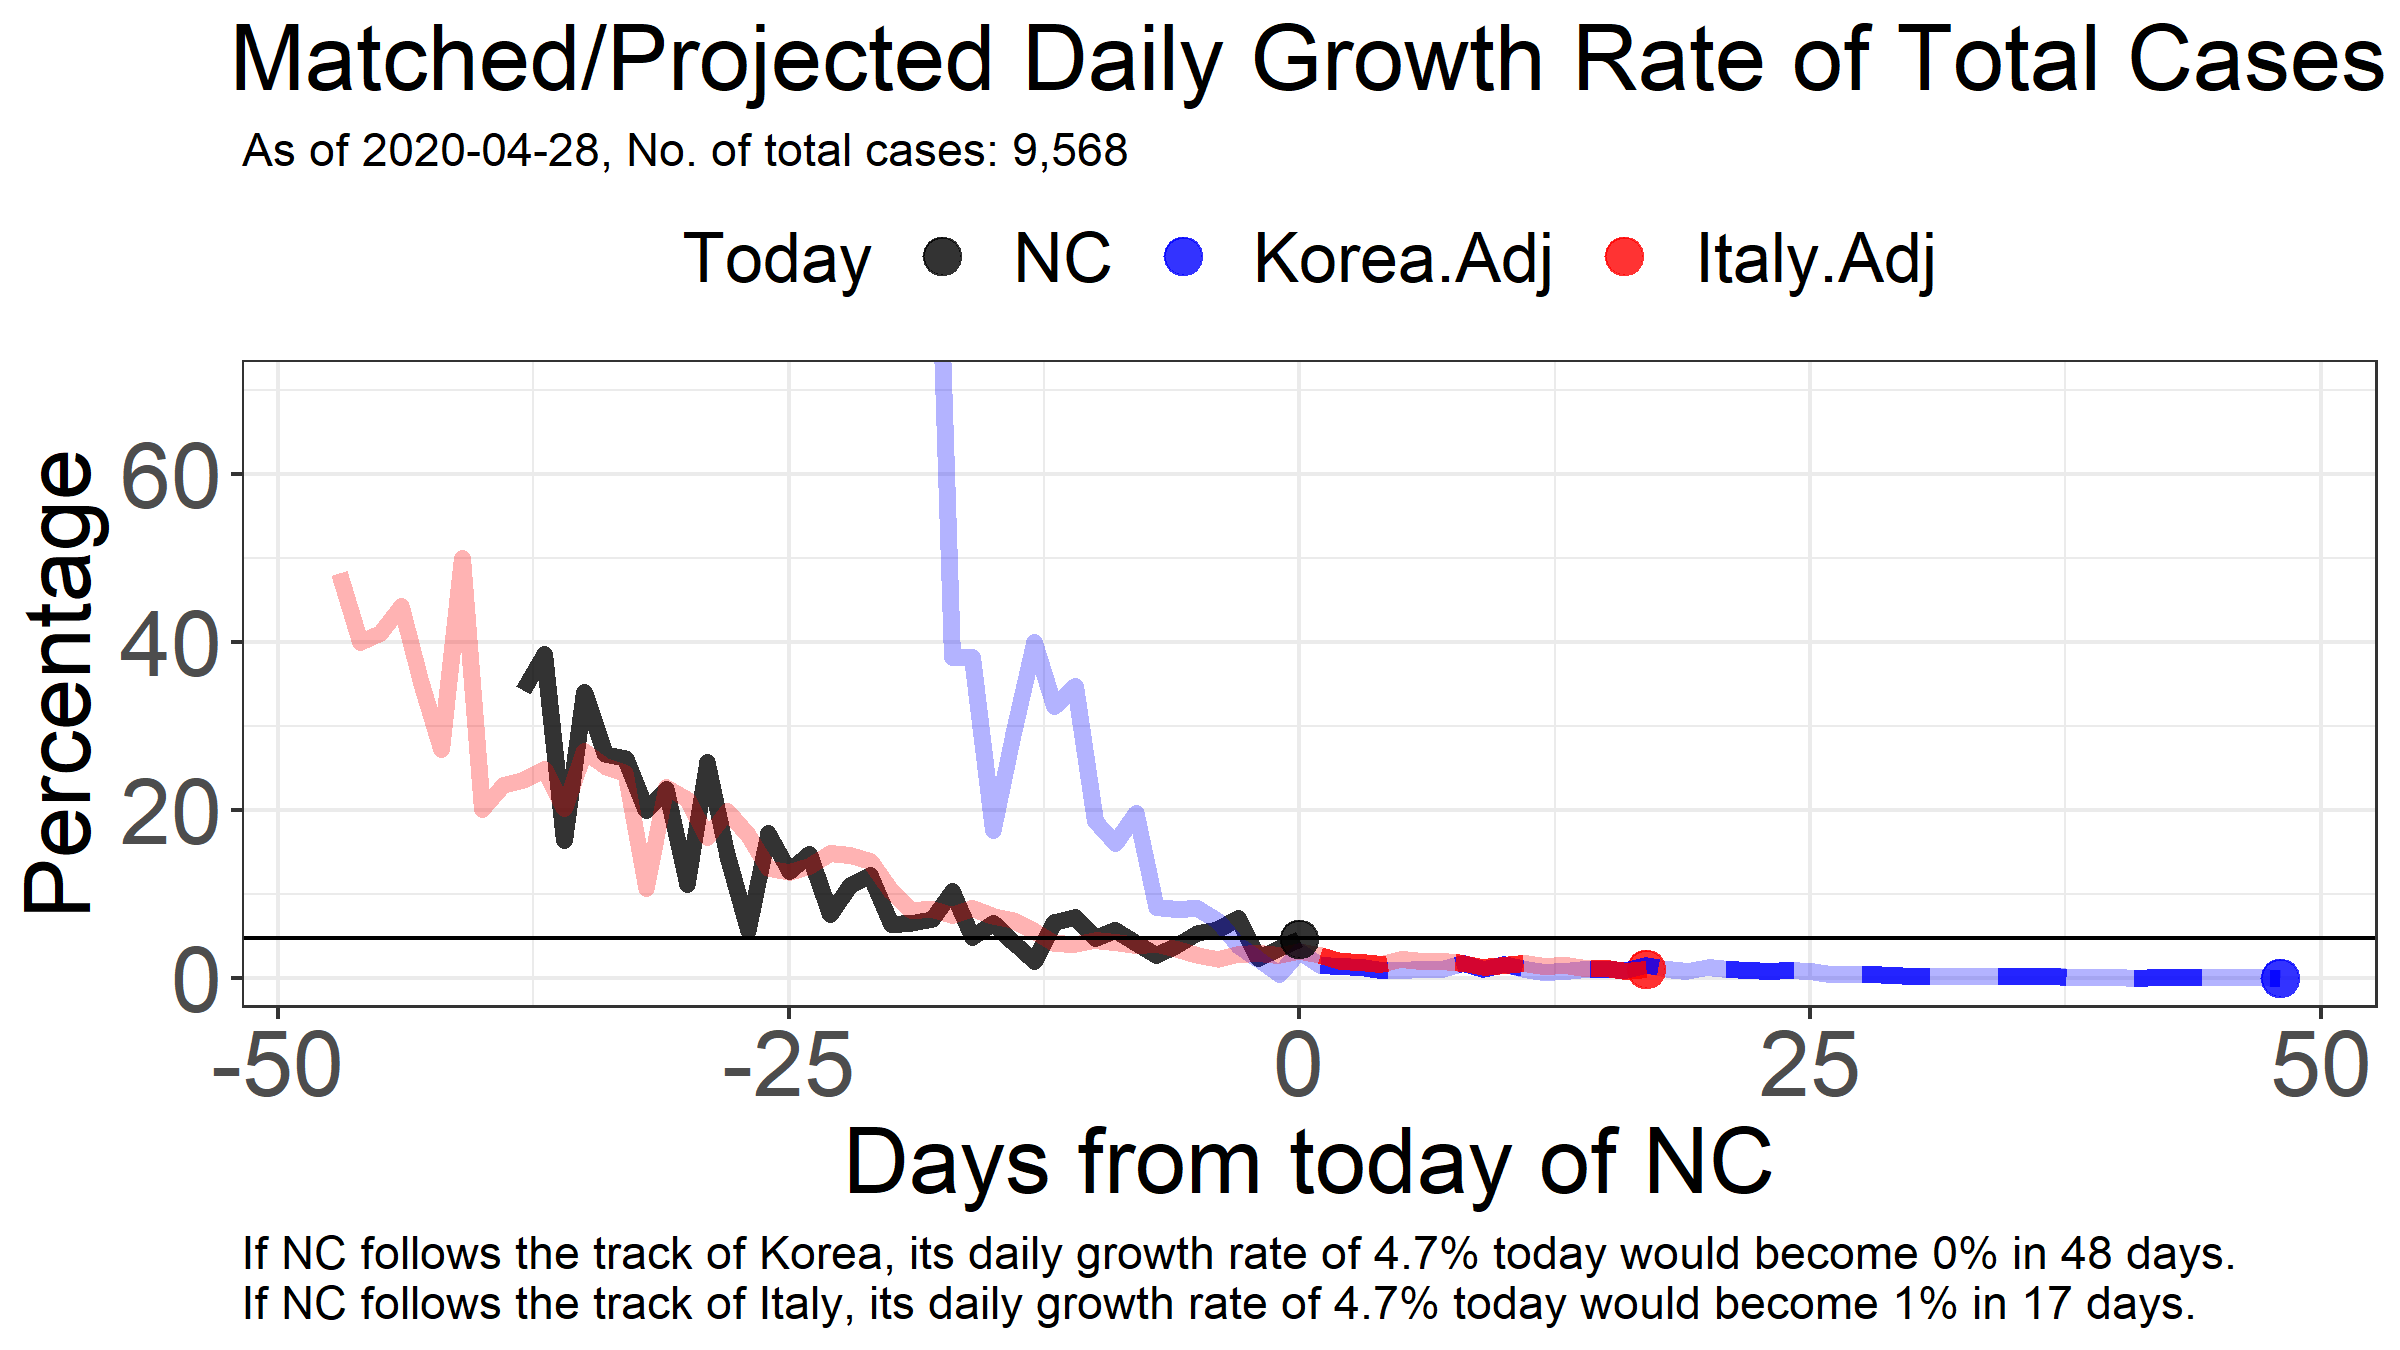 Matched/Projected Daily Growth Rate of Total Cases
As of 2020-04-28, No. of total cases: 9,568
Today NC Korea.Adj Italy.Adj
Percentage
60
40
20
0
-50 -25 0 25 50
Days from today of NC
If NC follows the track of Korea, its daily growth rate of 4.7% today would become 0% in 48 days.
If NC follows the track of Italy, its daily growth rate of 4.7% today would become 1% in 17 days.